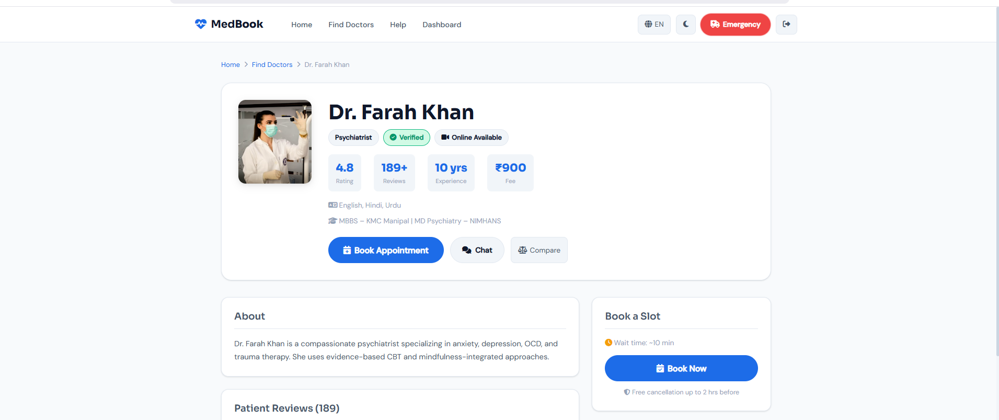 MedBook
Home
Find Doctors
Help
Dashboard
EN
Emergency
Home > Find Doctors > Dr. Farah Khan
Dr. Farah Khan
Psychiatrist
Verified
Online Available
4.8
Rating
189+
Reviews
10 yrs
Experience
₹900
Fee
English, Hindi, Urdu
MBBS – KMC Manipal | MD Psychiatry – NIMHANS
Book Appointment
Chat
Compare
About
Dr. Farah Khan is a compassionate psychiatrist specializing in anxiety, depression, OCD, and
trauma therapy. She uses evidence-based CBT and mindfulness-integrated approaches.
Book a Slot
Wait time: ~10 min
Book Now
Free cancellation up to 2 hrs before
Patient Reviews (189)